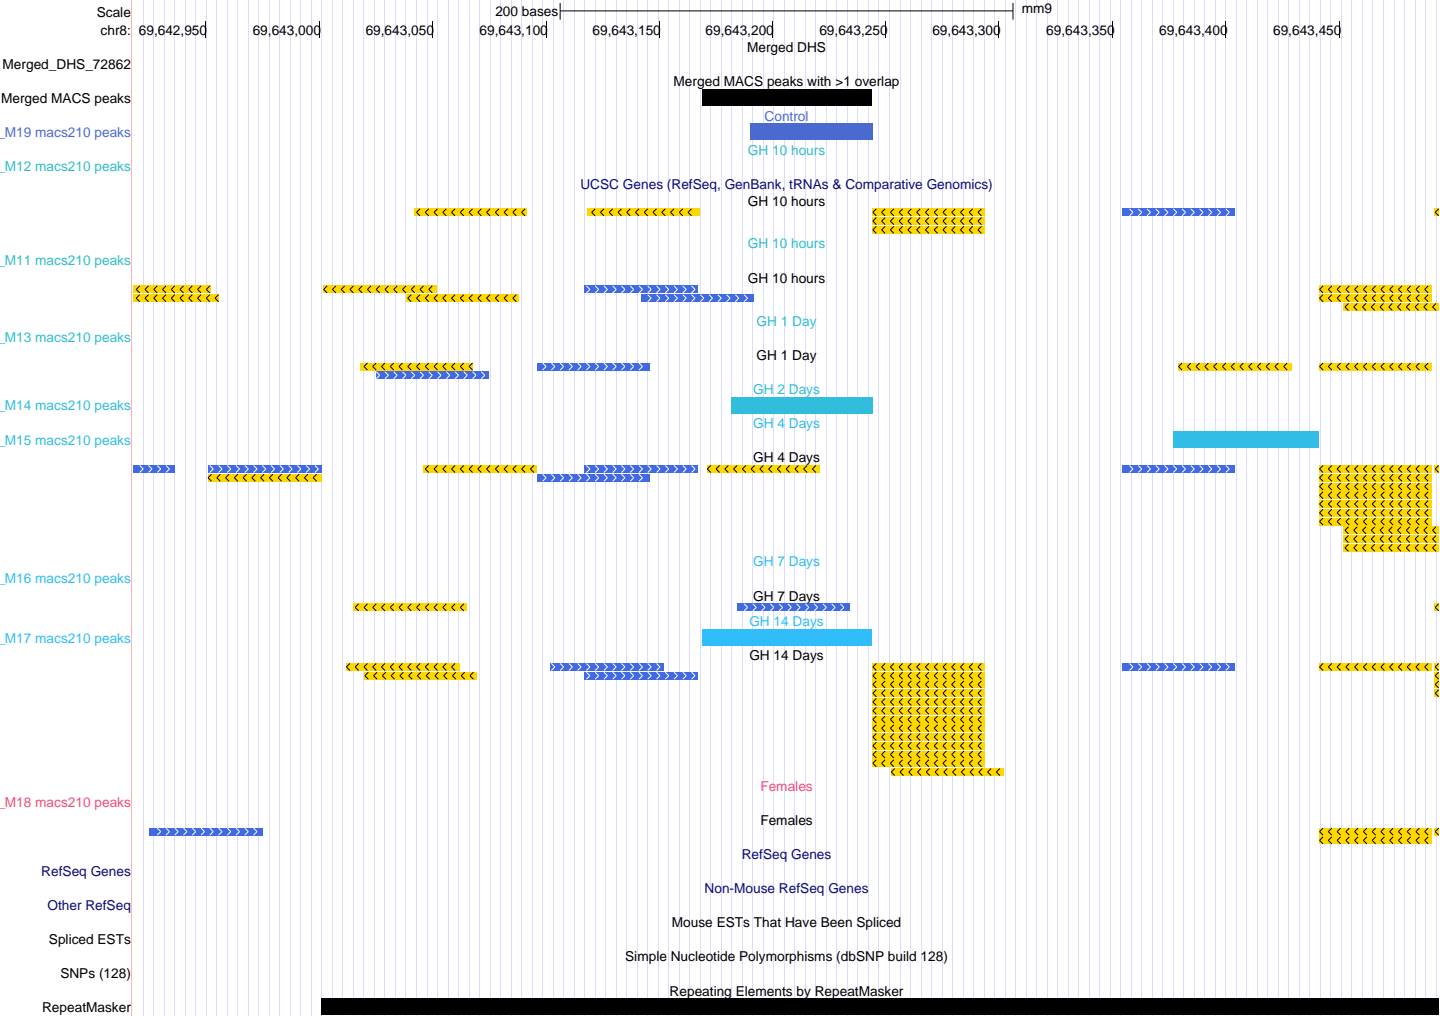 Scale 200 bases mm9
chr8: 69,642,950 69,643,000 69,643,050 69,643,100 69,643,150 69,643,200 69,643,250 69,643,300 69,643,350 69,643,400 69,643,450
Merged DHS
Merged_DHS_72862
Merged MACS peaks with >1 overlap
Merged MACS peaks
Control
_M19 macs210 peaks
GH 10 hours
_M12 macs210 peaks
UCSC Genes (RefSeq, GenBank, tRNAs & Comparative Genomics)
GH 10 hours
GH 10 hours
_M11 macs210 peaks
GH 10 hours
GH 1 Day
_M13 macs210 peaks
GH 1 Day
GH 2 Days
_M14 macs210 peaks
GH 4 Days
_M15 macs210 peaks
GH 4 Days
GH 7 Days
_M16 macs210 peaks
GH 7 Days
GH 14 Days
_M17 macs210 peaks
GH 14 Days
Females
_M18 macs210 peaks
Females
RefSeq Genes
RefSeq Genes
Non-Mouse RefSeq Genes
Other RefSeq
Mouse ESTs That Have Been Spliced
Spliced ESTs
Simple Nucleotide Polymorphisms (dbSNP build 128)
SNPs (128)
Repeating Elements by RepeatMasker
RepeatMasker